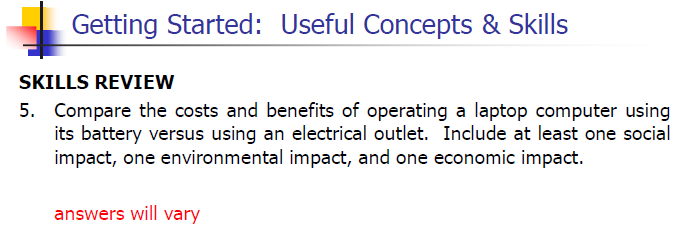 Getting Started: Useful Concepts & Skills
SKILLS REVIEW
5. Compare the costs and benefits of operating a laptop computer using
its battery versus using an electrical outlet. Include at least one social
impact, one environmental impact, and one economic impact.
answers will vary